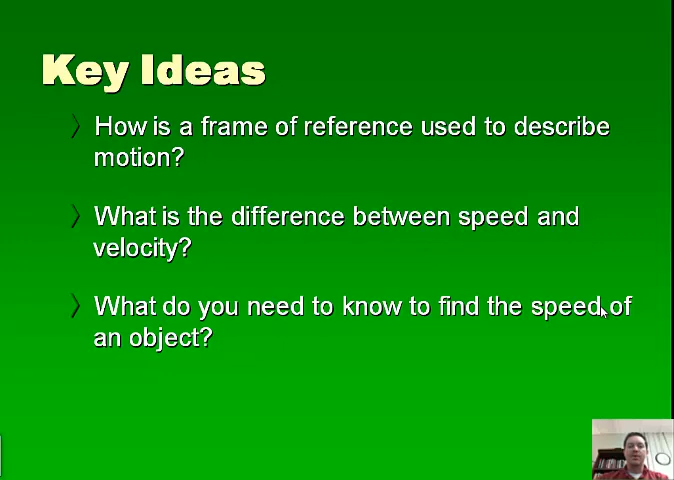 Key Ideas
How is a frame of reference used to describe
motion?
What is the difference between speed and
velocity?
What do you need to know to find the speed of
an object?